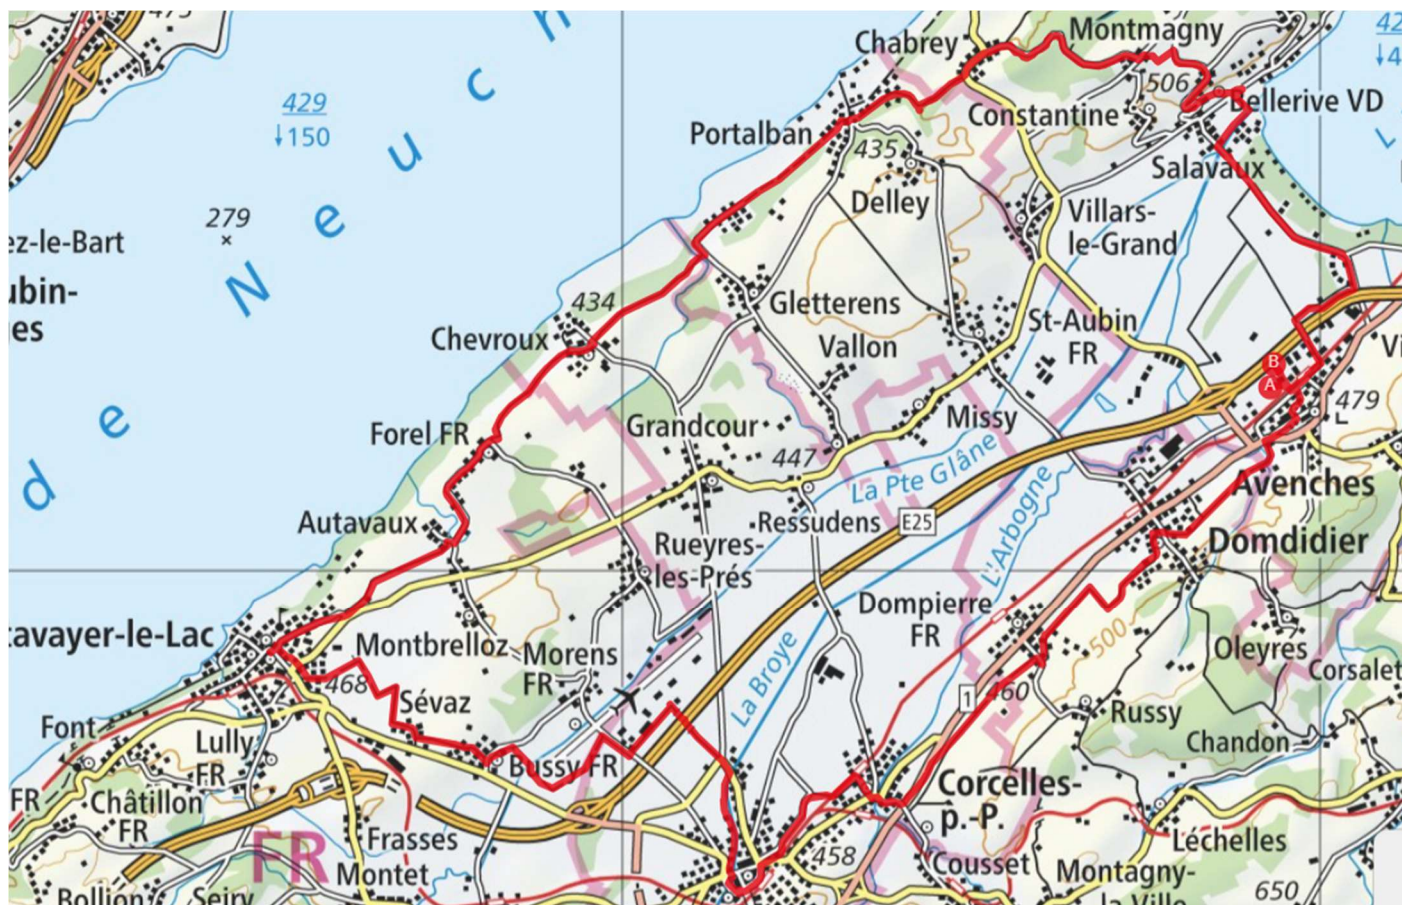 Montmagny
Chabrey
506
429
↓150
Bellerive VD
Constantine
Portalban
435
Salavaux
Delley
279
Villars-
le-Grand
ez-le-Bart
ubin-
es
N e u c
d e
434
Gletterens
Chevroux
St-Aubin
FR
Vallon
B
A
479
Missy
Grandcour
Forel FR
447
La Pte Glâne
Avenches
Autavaux
Ressudens
E25
L'Arbogne
Domdidier
Rueyres-
les-Prés
Dompierre
FR
tavayer-le-Lac
Montbrelloz
500
Oleyres
Morens
FR
Corsalet
468
La Broye
1
460
Sévaz
Russy
Font
Lully
FR
Chandon
Bussy FR
Corcelles-
p.-P.
FR
Châtillon
FR
Frasses
Léchelles
FR
458
Cousset
Montet
Montagny-
la-Ville
650
Bollion
Seiry